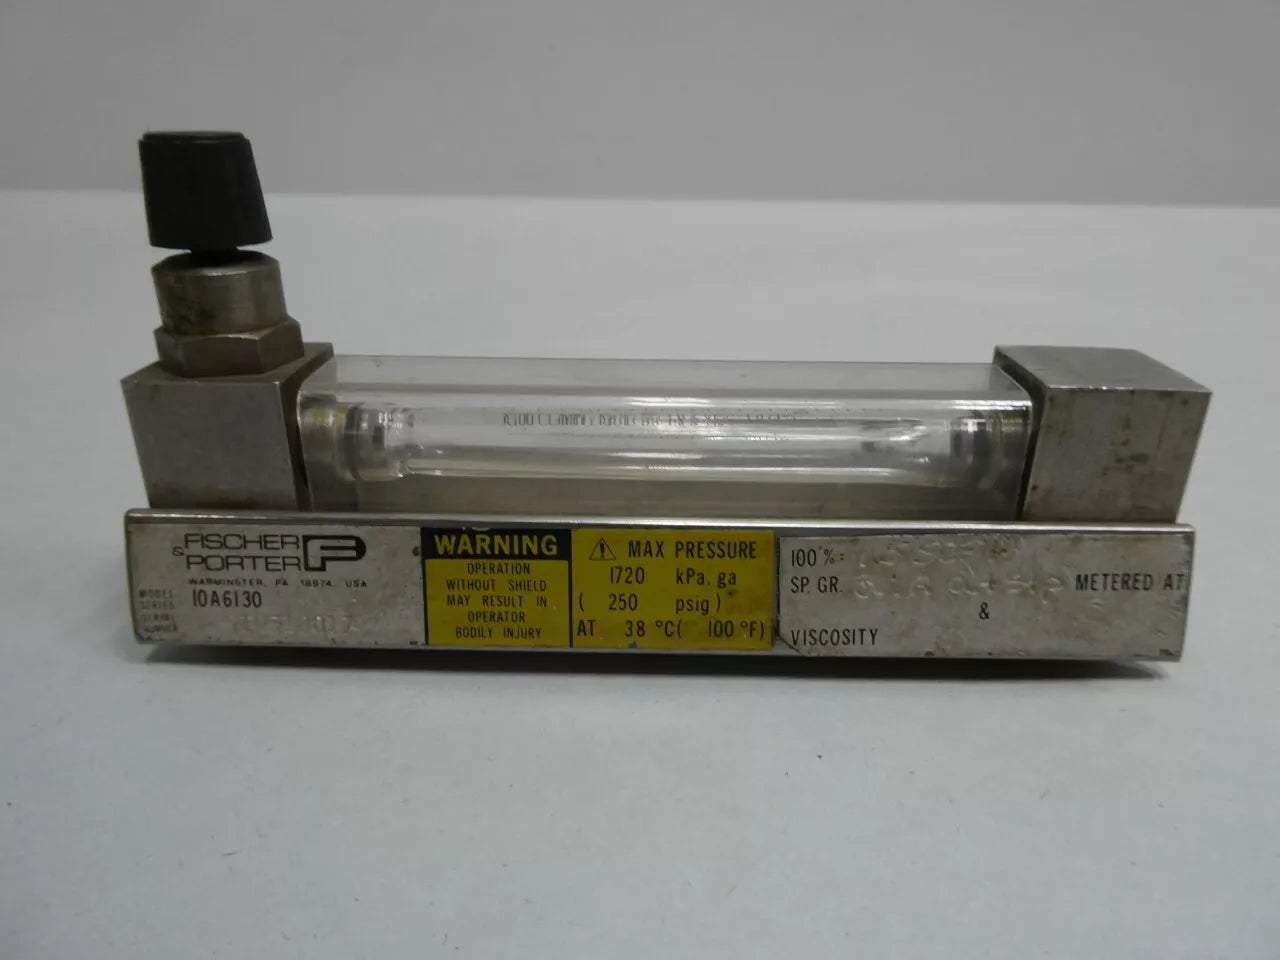 FISCHER
& PORTER
WARMINSTER, PA 18974, USA
MODEL 10A6130
SERIES
SERIAL
NUMBER
WARNING
OPERATION
WITHOUT SHIELD
MAY RESULT IN
OPERATOR
BODILY INJURY
MAX PRESSURE
1720 kPa.ga
( 250 psig )
AT 38 °C( 100 °F)
100 %:
SP. GR.
METERED AT
&
VISCOSITY